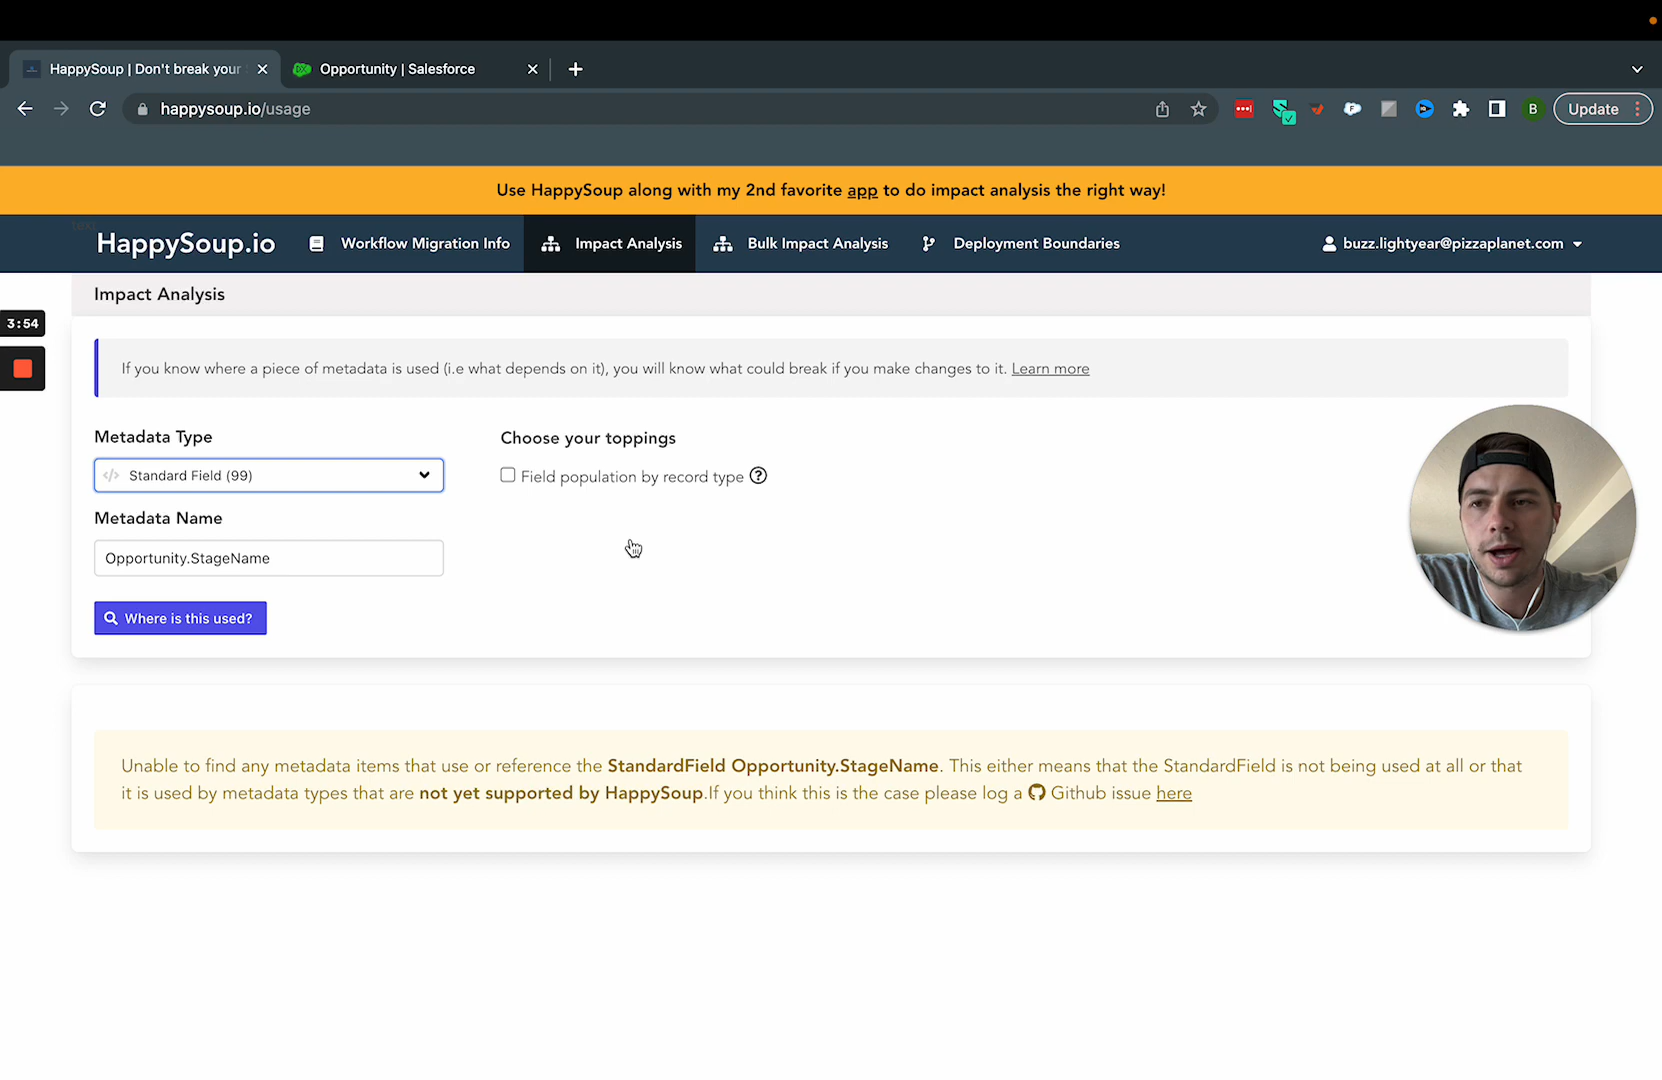 HappySoup | Don't break your
Opportunity | Salesforce
happysoup.io/usage
B
Update
Use HappySoup along with my 2nd favorite app to do impact analysis the right way!
HappySoup.io
Workflow Migration Info
Impact Analysis
Bulk Impact Analysis
Deployment Boundaries
buzz.lightyear@pizzaplanet.com
Impact Analysis
3:54
If you know where a piece of metadata is used (i.e what depends on it), you will know what could break if you make changes to it. Learn more
Metadata Type
Choose your toppings
</> Standard Field (99)
Field population by record type ?
Metadata Name
Opportunity.StageName
Where is this used?
Unable to find any metadata items that use or reference the StandardField Opportunity.StageName. This either means that the StandardField is not being used at all or that
it is used by metadata types that are not yet supported by HappySoup.If you think this is the case please log a Github issue here